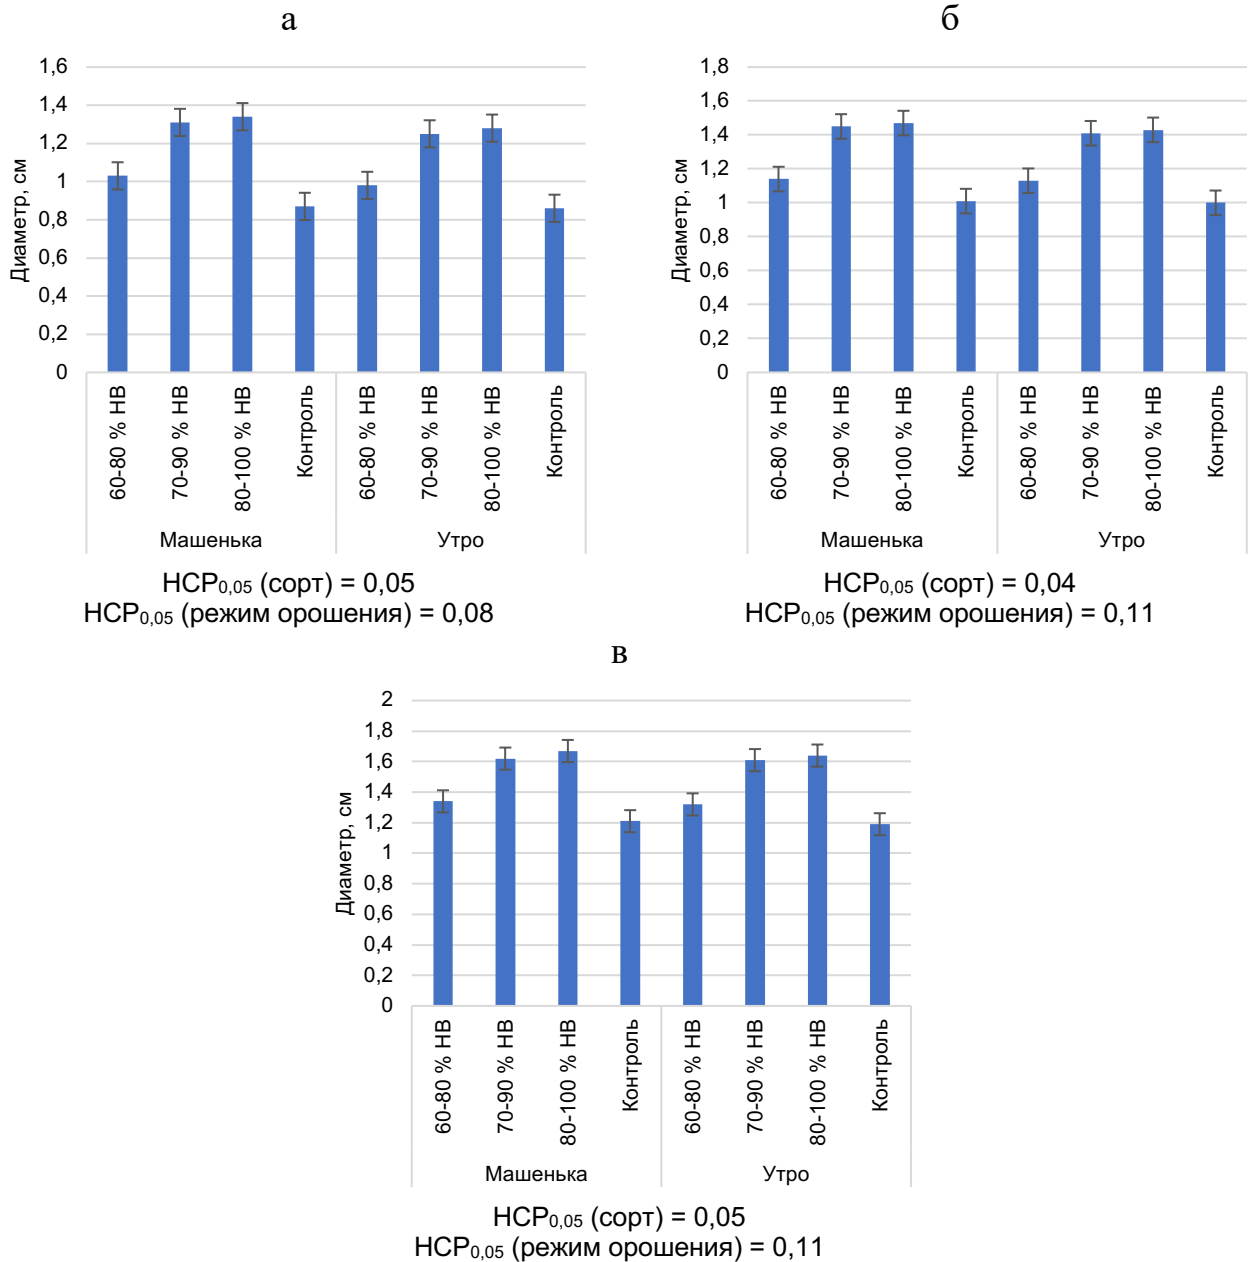 а
Диаметр, см
1,6
1,4
1,2
1
0,8
0,6
0,4
0,2
0
60-80 % НВ
70-90 % НВ
80-100 % НВ
Контроль
60-80 % НВ
70-90 % НВ
80-100 % НВ
Контроль
Машенька
Утро
НСР0,05 (сорт) = 0,05
НСР0,05 (режим орошения) = 0,08
б
Диаметр, см
1,8
1,6
1,4
1,2
1
0,8
0,6
0,4
0,2
0
60-80 % НВ
70-90 % НВ
80-100 % НВ
Контроль
60-80 % НВ
70-90 % НВ
80-100 % НВ
Контроль
Машенька
Утро
НСР0,05 (сорт) = 0,04
НСР0,05 (режим орошения) = 0,11
в
Диаметр, см
2
1,8
1,6
1,4
1,2
1
0,8
0,6
0,4
0,2
0
60-80 % НВ
70-90 % НВ
80-100 % НВ
Контроль
60-80 % НВ
70-90 % НВ
80-100 % НВ
Контроль
Машенька
Утро
НСР0,05 (сорт) = 0,05
НСР0,05 (режим орошения) = 0,11